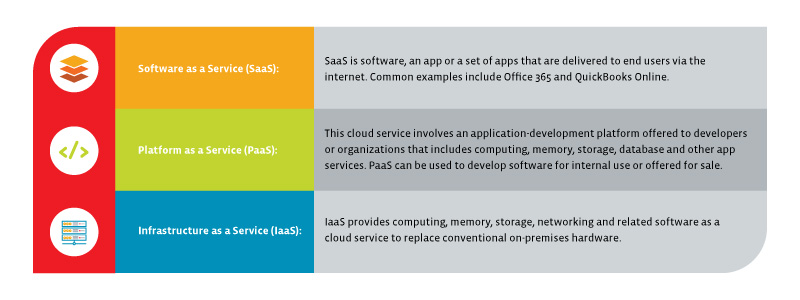 Software as a Service (SaaS):
SaaS is software, an app or a set of apps that are delivered to end users via the
internet. Common examples include Office 365 and QuickBooks Online.
</>
Platform as a Service (PaaS):
This cloud service involves an application-development platform offered to developers
or organizations that includes computing, memory, storage, database and other app
services. PaaS can be used to develop software for internal use or offered for sale.
Infrastructure as a Service (IaaS):
IaaS provides computing, memory, storage, networking and related software as a
cloud service to replace conventional on-premises hardware.